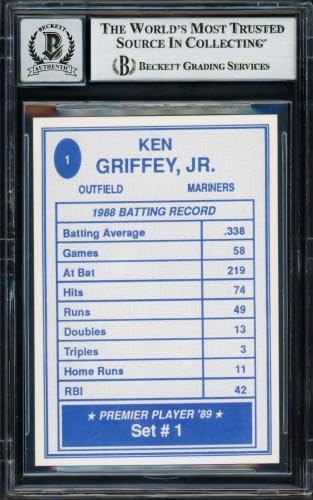 BECKETT
AUTHENTIC
THE WORLD'S MOST TRUSTED
SOURCE IN COLLECTING™
B BECKETT GRADING SERVICES
1
KEN
GRIFFEY, JR.
OUTFIELD MARINERS
1988 BATTING RECORD
Batting Average .338
Games 58
At Bat 219
Hits 74
Runs 49
Doubles 13
Triples 3
Home Runs 11
RBI 42
★ PREMIER PLAYER '89 ★
Set # 1